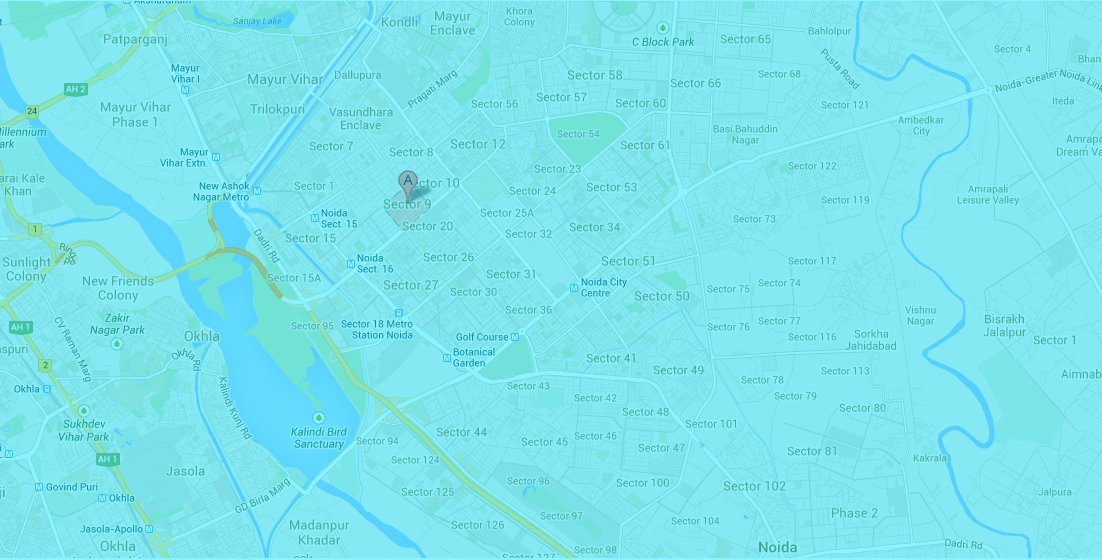 Akshardham
Sanjay Lake
Kondli
Mayur
Enclave
Khora
Colony
C Block Park
Sector 65
Bahlolpur
Sector 4
Patparganj
Mayur
Vihar I
Mayur Vihar
Dallupura
Pragati Marg
Sector 58
Sector 66
Sector 68
Pusta Road
Noida-Greater Noida Link
AH 2
24
Mayur Vihar
Phase 1
Trilokpuri
Vasundhara
Enclave
Sector 56
Sector 57
Sector 60
Sector 121
Iteda
Millennium
Park
Sector 7
Sector 8
Sector 12
Sector 54
Sector 61
Basi Bahuddin
Nagar
Ambedkar
City
Amrapa
Dream Va
Mayur
Vihar Extn.
Sector 23
Sector 122
arai Kale
Khan
New Ashok
Nagar Metro
Sector 1
A
Sector 10
Sector 9
Sector 24
Sector 53
Sector 119
Amrapali
Leisure Valley
1
Noida
Sect. 15
Sector 20
Sector 25A
Sector 34
Sector 73
Dadri Rd
Sector 15
Sector 32
Sunlight
Colony
Noida
Sect. 16
Sector 26
Sector 31
Sector 51
Sector 117
New Friends
Colony
Sector 15A
Sector 27
Sector 30
Noida City
Centre
Sector 50
Sector 75
Sector 74
Zakir
Nagar Park
Sector 95
Sector 18 Metro
Station Noida
Sector 36
Vishnu
Nagar
Bisrakh
Jalalpur
AH 1
CV Raman Marg
Okhla
Golf Course
Sector 76
Sector 77
Sector 116
Sorkha
Jahidabad
Sector 1
aspuri
2
Okhla Rd
Botanical
Garden
Sector 41
Sector 49
Sector 113
Aimnab
Okhla
Kalindi Kunj Rd
Sector 43
Sector 42
Sector 78
Sector 79
Sukhdev
Vihar Park
Kalindi Bird
Sanctuary
Sector 48
Sector 80
Sector 101
AH 1
Sector 94
Sector 44
Sector 45
Sector 46
Sector 47
Sector 81
Kakrala
Jasola
Sector 124
Govind Puri
Okhla
GD Birla Marg
Sector 125
Sector 96
Sector 100
Sector 102
Jalpura
Jasola-Apollo
Okhla
Madanpur
Khadar
Sector 126
Sector 97
Sector 104
Phase 2
Sector 98
Noida
Dadri Rd